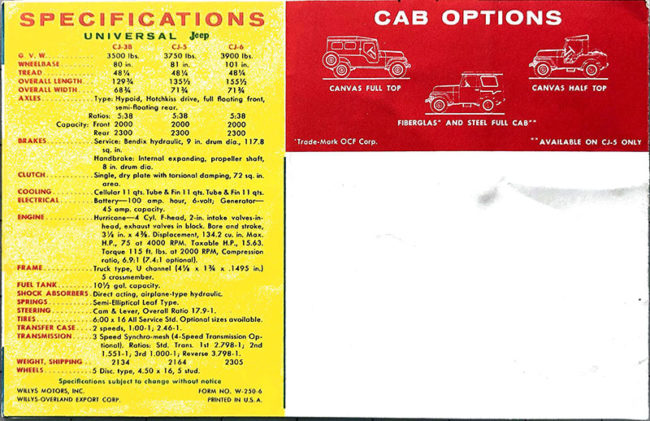 SPECIFICATIONS
UNIVERSAL Jeep
CJ-3B CJ-5 CJ-6
G. V. W. 3500 lbs. 3750 lbs. 3900 lbs.
WHEELBASE 80 in. 81 in. 101 in.
TREAD 48¼ 48¼ 48¼
OVERALL LENGTH 129¾ 135½ 155½
OVERALL WIDTH 68¾ 71¾ 71¾
AXLES Type: Hypoid, Hotchkiss drive, full floating front,
semi-floating rear.
Ratios: 5:38 5:38 5:38
Capacity: Front 2000 2000 2000
Rear 2300 2300 2300
BRAKES Service: Bendix hydraulic, 9 in. drum dia., 117.8
sq. in.
Handbrake: Internal expanding, propeller shaft,
8 in. drum dia.
CLUTCH Single, dry plate with torsional damping, 72 sq. in.
area.
COOLING Cellular 11 qts. Tube & Fin 11 qts. Tube & Fin 11 qts.
ELECTRICAL Battery—100 amp. hour, 6-volt; Generator—
45 amp. capacity.
ENGINE Hurricane—4 Cyl. F-head, 2-in. intake valves-in-
head, exhaust valves in block. Bore and stroke,
3⅛ in. x 4⅜. Displacement, 134.2 cu. in. Max.
H.P., 75 at 4000 RPM. Taxable H.P., 15.63.
Torque 115 ft. lbs. at 2000 RPM, Compression
ratio, 6.9:1 (7.4:1 optional).
FRAME Truck type, U channel (4⅛ x 1¾ x .1495 in.)
5 crossmember.
FUEL TANK 10½ gal. capacity.
SHOCK ABSORBERS Direct acting, airplane-type hydraulic.
SPRINGS Semi-Elliptical Leaf Type.
STEERING Cam & Lever, Overall Ratio 17.9-1.
TIRES 6.00 x 16 All Service Std. Optional sizes available.
TRANSFER CASE 2 speeds, 1:00-1; 2.46-1.
TRANSMISSION 3 Speed Synchro-mesh (4-Speed Transmission Op-
tional). Ratios: Std. Trans. 1st 2.798-1; 2nd
1.551-1; 3rd 1.000-1; Reverse 3.798-1.
WEIGHT, SHIPPING 2134 2164 2305
WHEELS 5 Disc type, 4.50 x 16, 5 stud.
Specifications subject to change without notice
WILLYS MOTORS, INC. FORM NO. W-250-6
WILLYS-OVERLAND EXPORT CORP. PRINTED IN U.S.A.
CAB OPTIONS
CANVAS FULL TOP CANVAS HALF TOP
FIBERGLAS* AND STEEL FULL CAB**
*Trade-Mark OCF Corp. **AVAILABLE ON CJ-5 ONLY